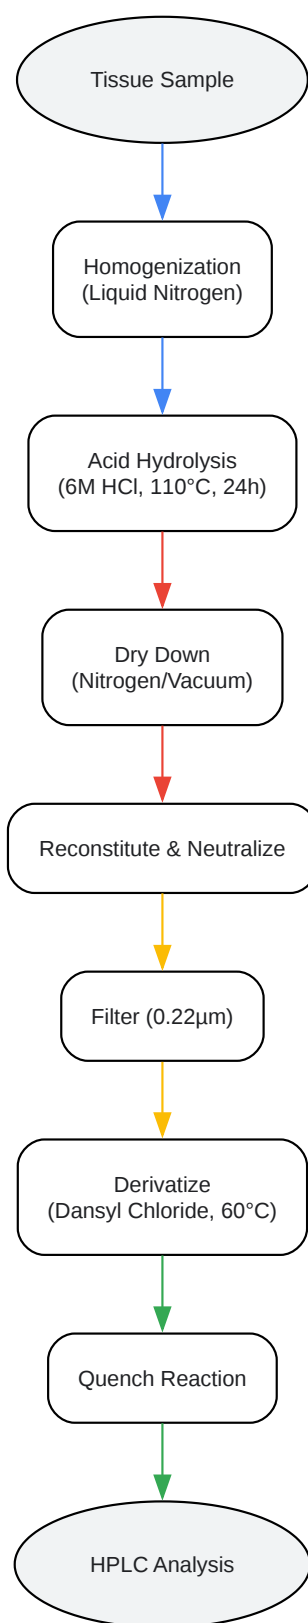 Tissue Sample
Homogenization
(Liquid Nitrogen)
Acid Hydrolysis
(6M HCl, 110°C, 24h)
Dry Down
(Nitrogen/Vacuum)
Reconstitute & Neutralize
Filter (0.22µm)
Derivatize
(Dansyl Chloride, 60°C)
Quench Reaction
HPLC Analysis